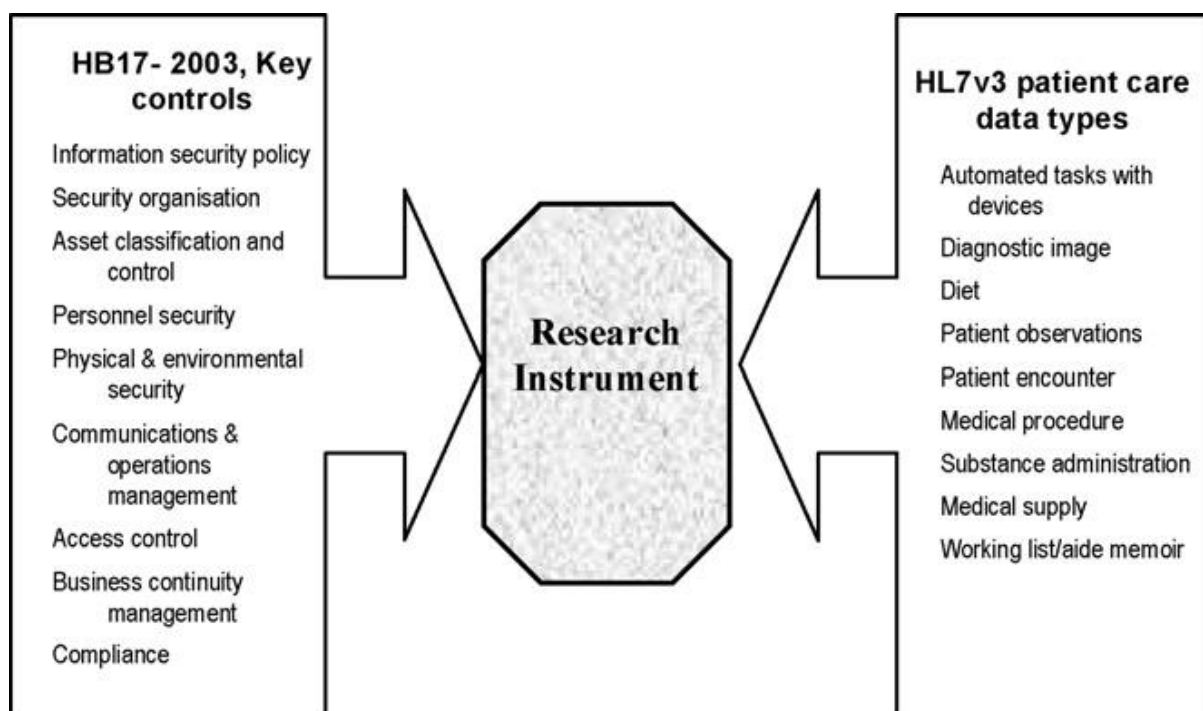 HB17- 2003, Key
controls
Information security policy
Security organisation
Asset classification and
control
Personnel security
Physical & environmental
security
Communications &
operations
management
Access control
Business continuity
management
Compliance
Research
Instrument
HL7v3 patient care
data types
Automated tasks with
devices
Diagnostic image
Diet
Patient observations
Patient encounter
Medical procedure
Substance administration
Medical supply
Working list/aide memoir